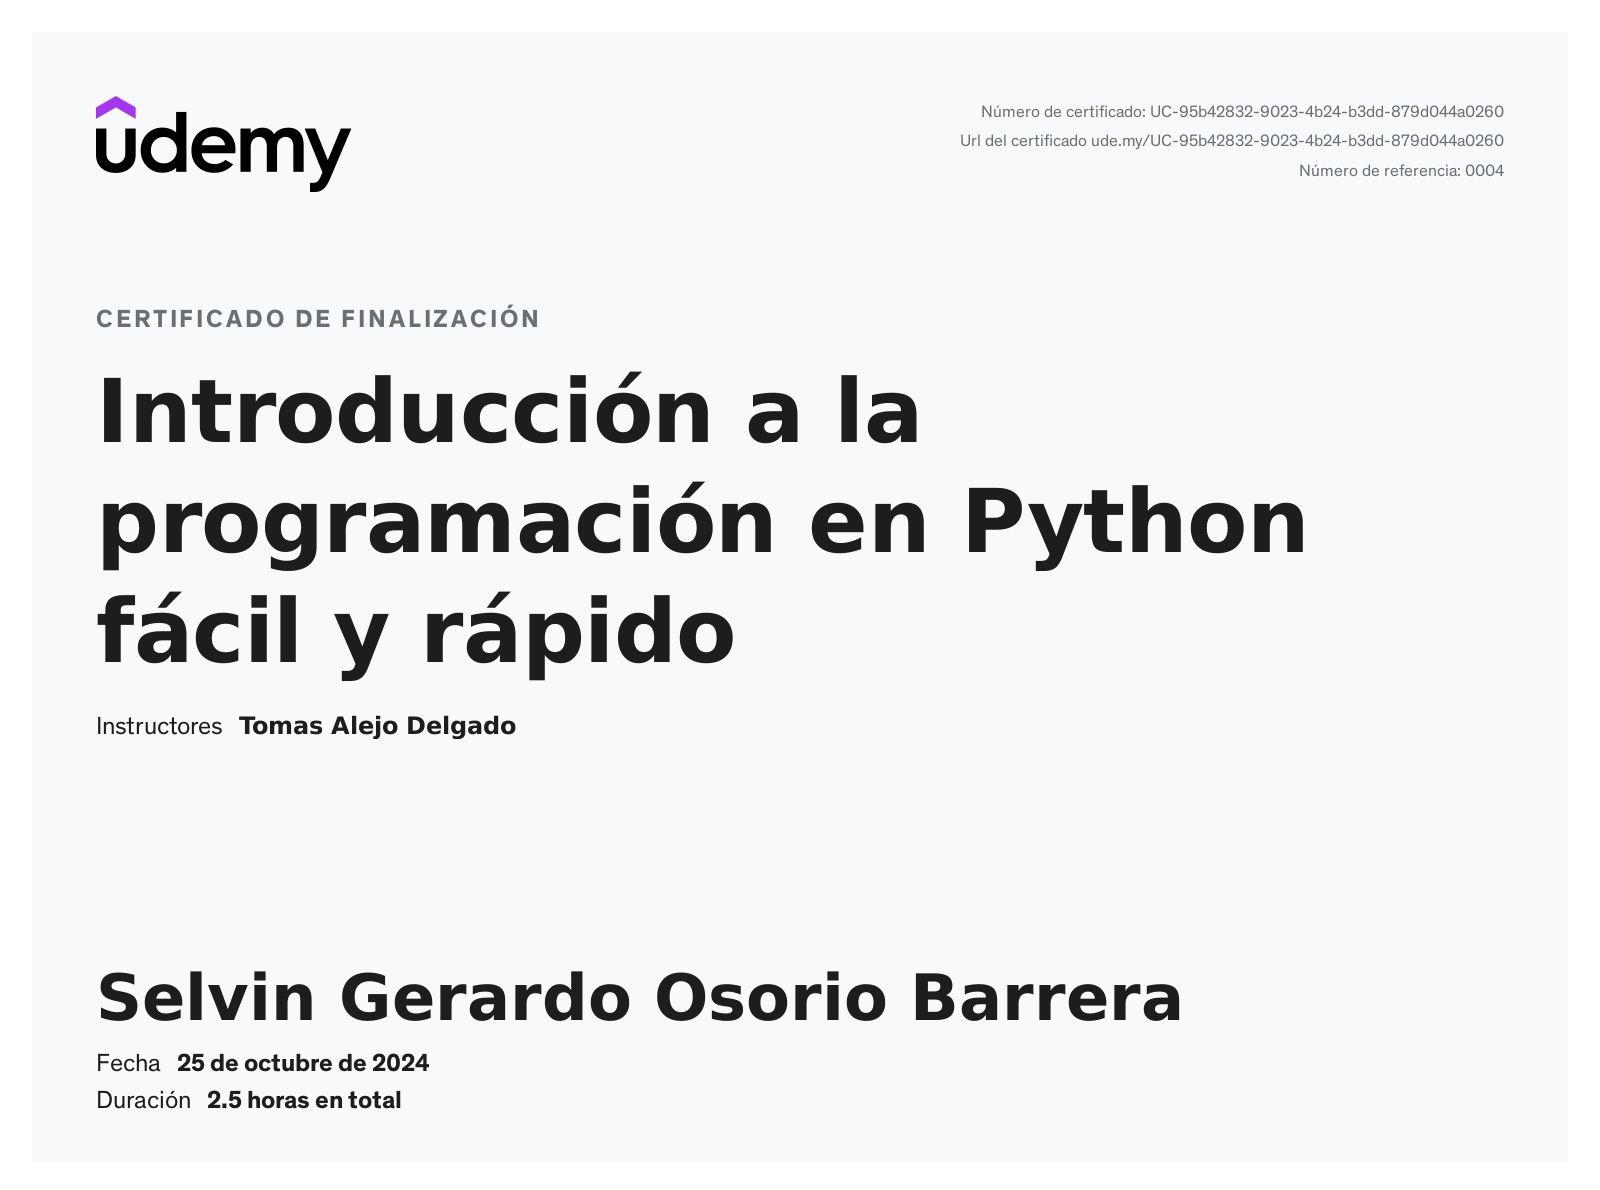 udemy
Número de certificado: UC-95b42832-9023-4b24-b3dd-879d044a0260
Url del certificado ude.my/UC-95b42832-9023-4b24-b3dd-879d044a0260
Número de referencia: 0004
CERTIFICADO DE FINALIZACIÓN
Introducción a la
programación en Python
fácil y rápido
Instructores Tomas Alejo Delgado
Selvin Gerardo Osorio Barrera
Fecha 25 de octubre de 2024
Duración 2.5 horas en total